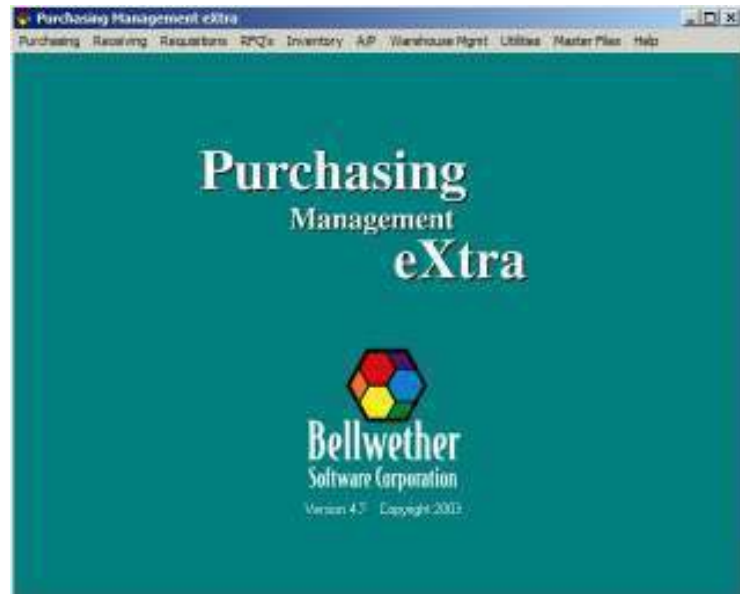 Purchasing Management eXtra
Purchasing Receiving Requisitions RFQ's Inventory A/P Warehouse Mgmt Utilities Master Files Help
Purchasing
Management
eXtra
Bellwether
Software Corporation
Version 4.7 Copyright 2003